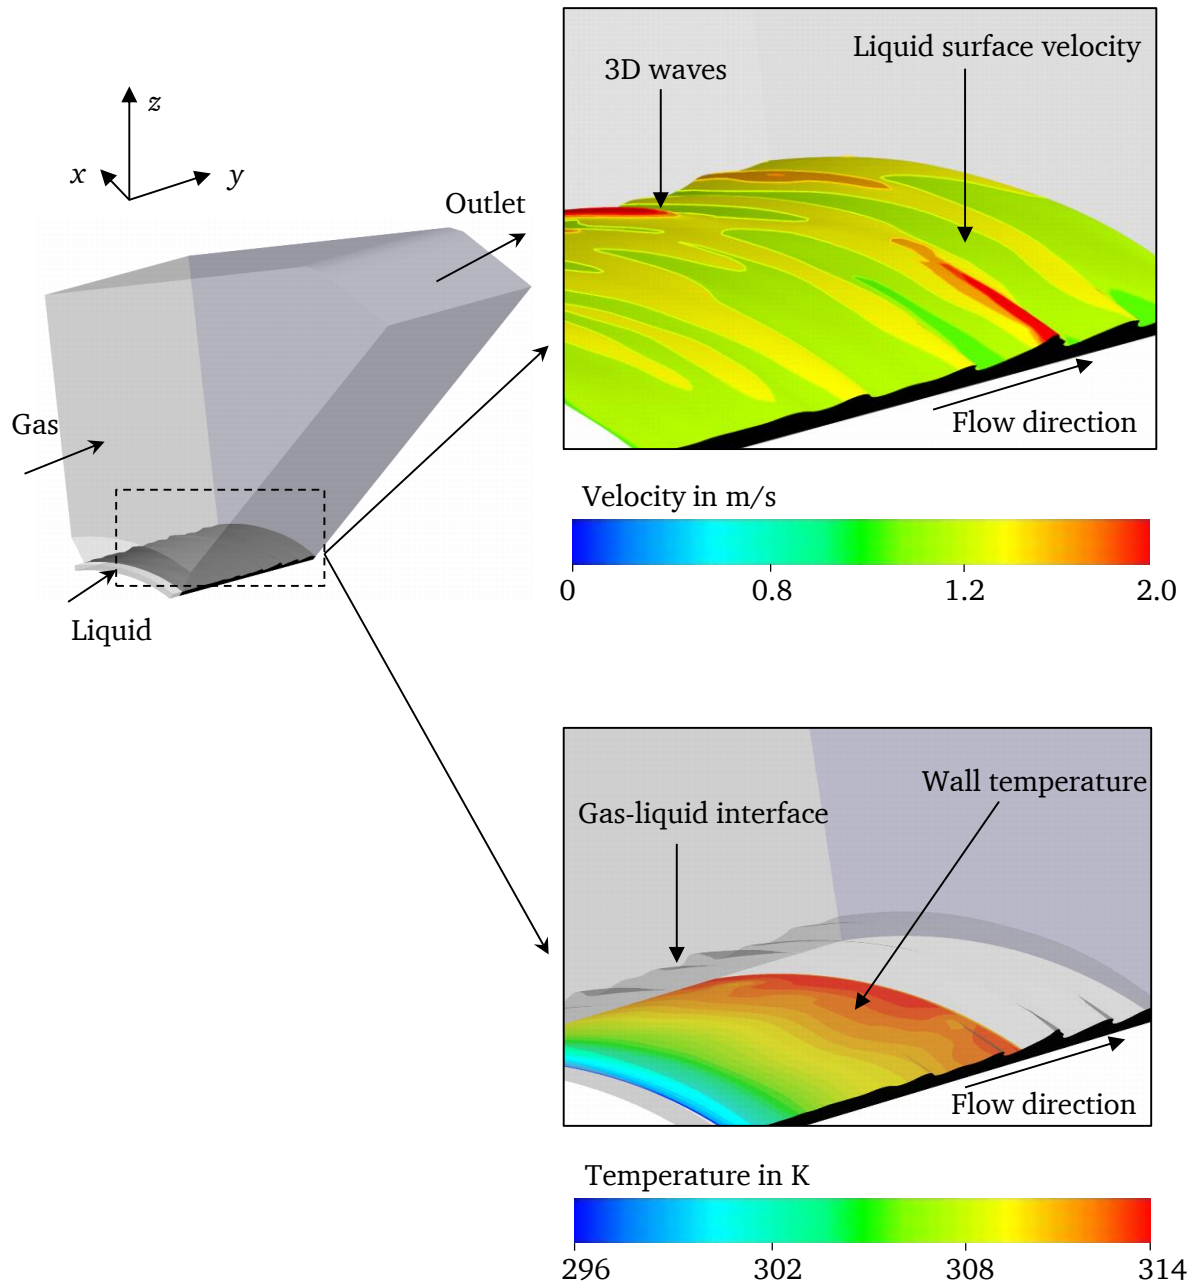 3D waves
Liquid surface velocity
z
x
y
Outlet
Gas
Flow direction
Liquid
Velocity in m/s
0
0.8
1.2
2.0
Wall temperature
Gas-liquid interface
Flow direction
Temperature in K
296
302
308
314